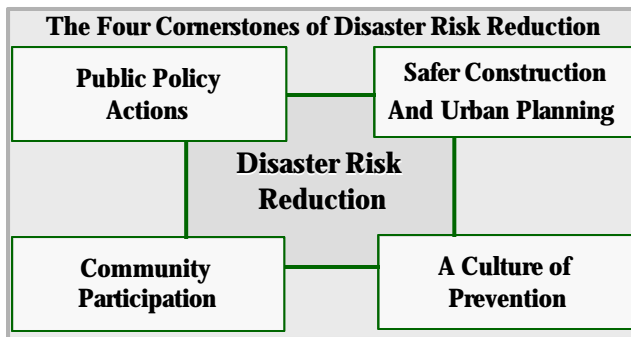 The Four Cornerstones of Disaster Risk Reduction
Public Policy
Actions
Safer Construction
And Urban Planning
Disaster Risk
Reduction
Community
Participation
A Culture of
Prevention